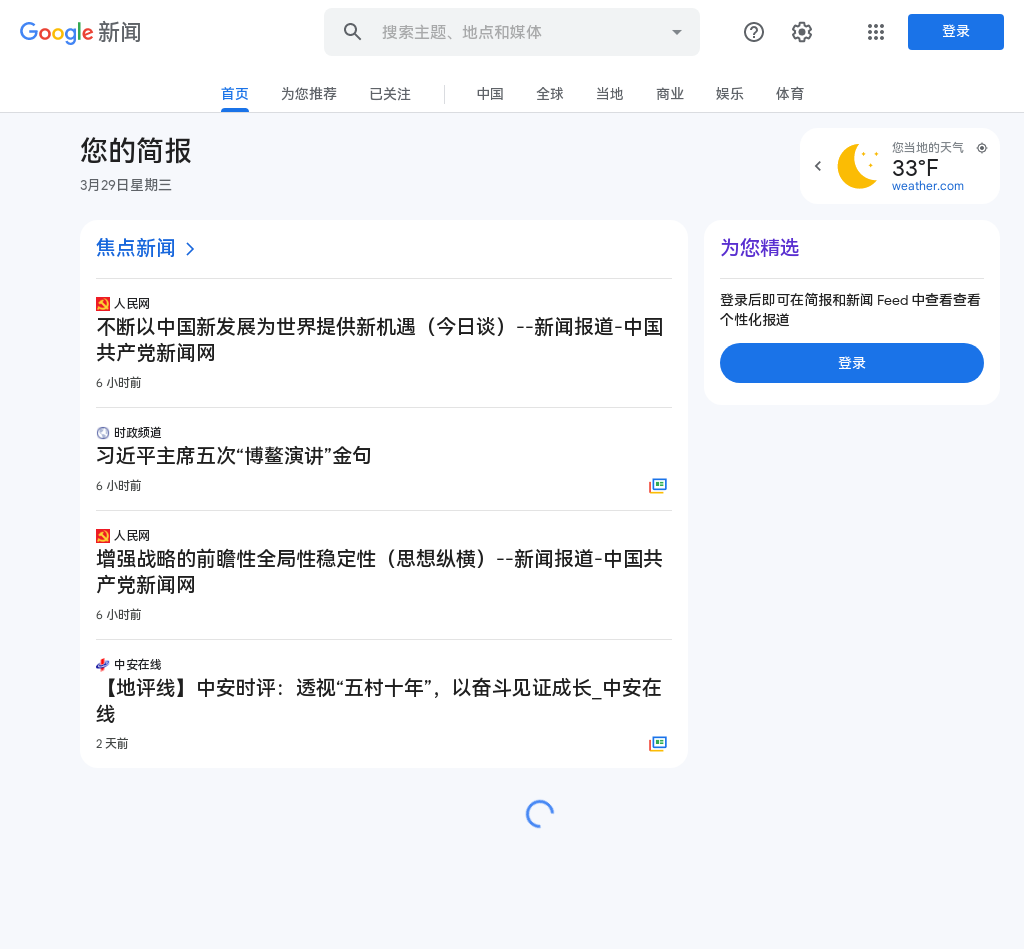 Google 新闻
搜索主题、地点和媒体
登录
首页 为您推荐 已关注 中国 全球 当地 商业 娱乐 体育
您的简报
3月29日星期三
您当地的天气
33°F
weather.com
焦点新闻
人民网
不断以中国新发展为世界提供新机遇（今日谈）--新闻报道-中国
共产党新闻网
6 小时前
时政频道
习近平主席五次“博鳌演讲”金句
6 小时前
人民网
增强战略的前瞻性全局性稳定性（思想纵横）--新闻报道-中国共
产党新闻网
6 小时前
中安在线
【地评线】中安时评：透视“五村十年”，以奋斗见证成长_中安在
线
2 天前
为您精选
登录后即可在简报和新闻 Feed 中查看查看
个性化报道
登录